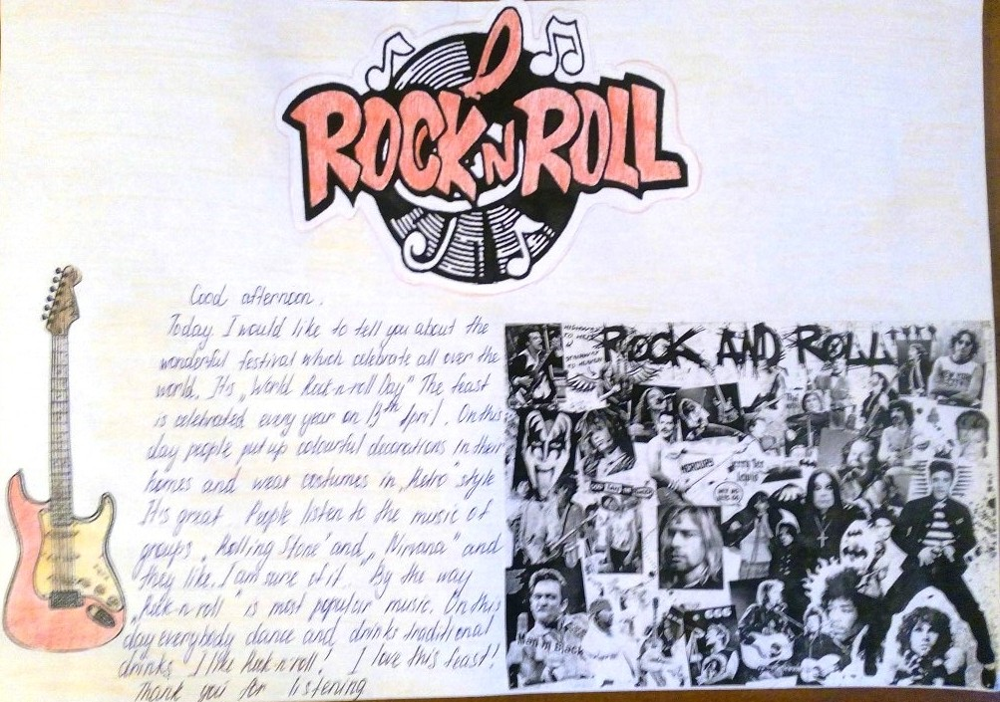 ROCK N ROLL
Good afternoon.
Today I would like to tell you about the
wonderful festival which celebrate all over the
world. It's „World Rock-n-roll Day" The feast
is celebrated every year on 13th April. On this
day people put up colourful decorations in their
homes and wear costumes in „Retro" style
It's great. People listen to the music of
groups „Rolling Stone" and „Nirvana" and
they like. I am sure of it. By the way
„Rock-n-roll" is most popular music. On this
day everybody dance and drinks traditional
drinks. I like Rock-n-roll! I love this feast!
Thank you for listening
ROCK AND ROLL
MERCURY
Man in Black